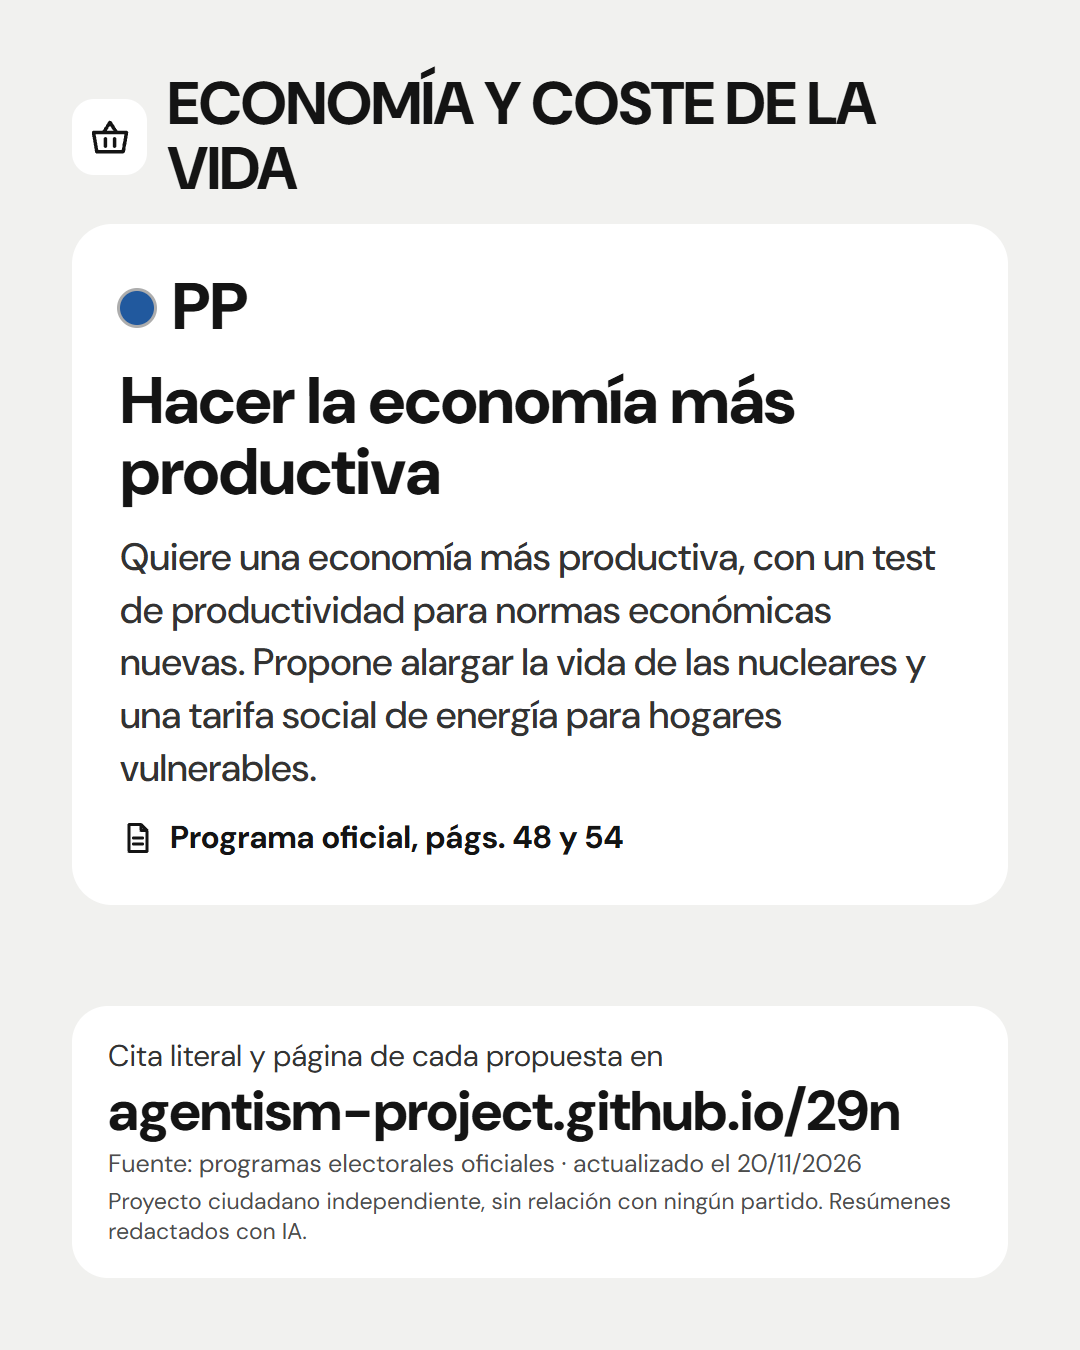 ECONOMÍA Y COSTE DE LA
VIDA
PP
Hacer la economía más
productiva
Quiere una economía más productiva, con un test
de productividad para normas económicas
nuevas. Propone alargar la vida de las nucleares y
una tarifa social de energía para hogares
vulnerables.
Programa oficial, págs. 48 y 54
Cita literal y página de cada propuesta en
agentism-project.github.io/29n
Fuente: programas electorales oficiales · actualizado el 20/11/2026
Proyecto ciudadano independiente, sin relación con ningún partido. Resúmenes
redactados con IA.